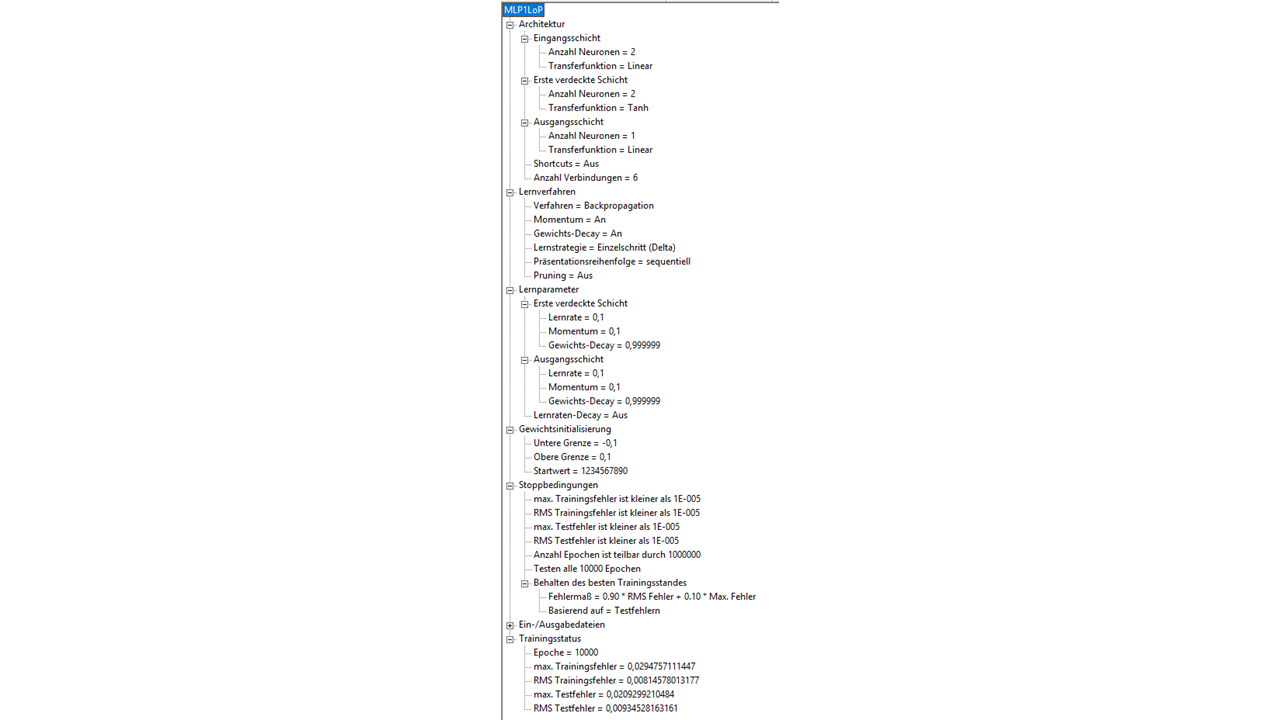 MLP1LoP
Architektur
Eingangsschicht
Anzahl Neuronen = 2
Transferfunktion = Linear
Erste verdeckte Schicht
Anzahl Neuronen = 2
Transferfunktion = Tanh
Ausgangsschicht
Anzahl Neuronen = 1
Transferfunktion = Linear
Shortcuts = Aus
Anzahl Verbindungen = 6
Lernverfahren
Verfahren = Backpropagation
Momentum = An
Gewichts-Decay = An
Lernstrategie = Einzelschritt (Delta)
Präsentationsreihenfolge = sequentiell
Pruning = Aus
Lernparameter
Erste verdeckte Schicht
Lernrate = 0,1
Momentum = 0,1
Gewichts-Decay = 0,999999
Ausgangsschicht
Lernrate = 0,1
Momentum = 0,1
Gewichts-Decay = 0,999999
Lernraten-Decay = Aus
Gewichtsinitialisierung
Untere Grenze = -0,1
Obere Grenze = 0,1
Startwert = 1234567890
Stoppbedingungen
max. Trainingsfehler ist kleiner als 1E-005
RMS Trainingsfehler ist kleiner als 1E-005
max. Testfehler ist kleiner als 1E-005
RMS Testfehler ist kleiner als 1E-005
Anzahl Epochen ist teilbar durch 1000000
Testen alle 10000 Epochen
Behalten des besten Trainingsstandes
Fehlermaß = 0.90 * RMS Fehler + 0.10 * Max. Fehler
Basierend auf = Testfehlern
Ein-/Ausgabedateien
Trainingsstatus
Epoche = 10000
max. Trainingsfehler = 0,0294757111447
RMS Trainingsfehler = 0,00814578013177
max. Testfehler = 0,0209299210484
RMS Testfehler = 0,00934528163161